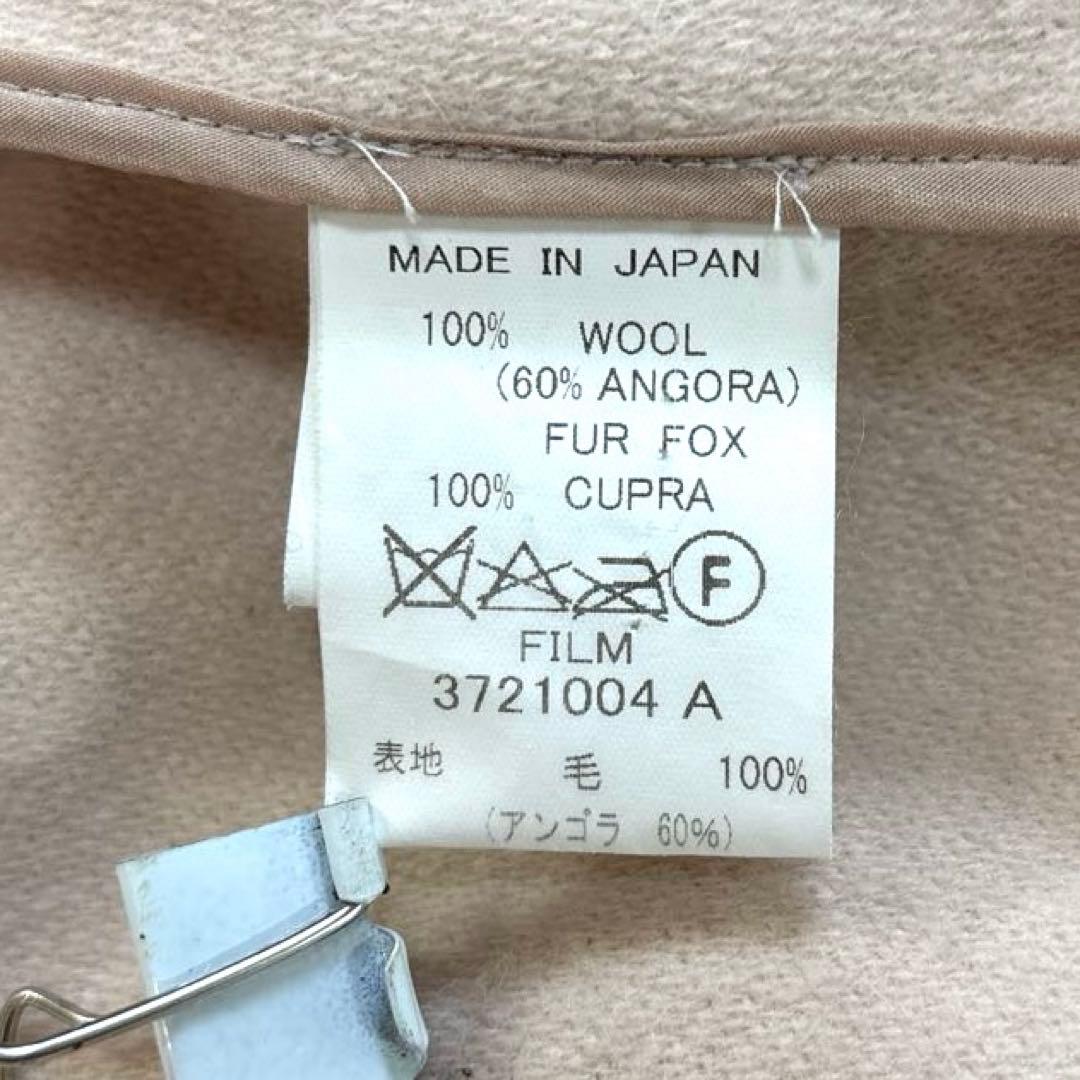 MADE IN JAPAN
100% WOOL
(60% ANGORA)
FUR FOX
100% CUPRA
F
FILM
3721004 A
表地 毛 100%
(アンゴラ 60%)